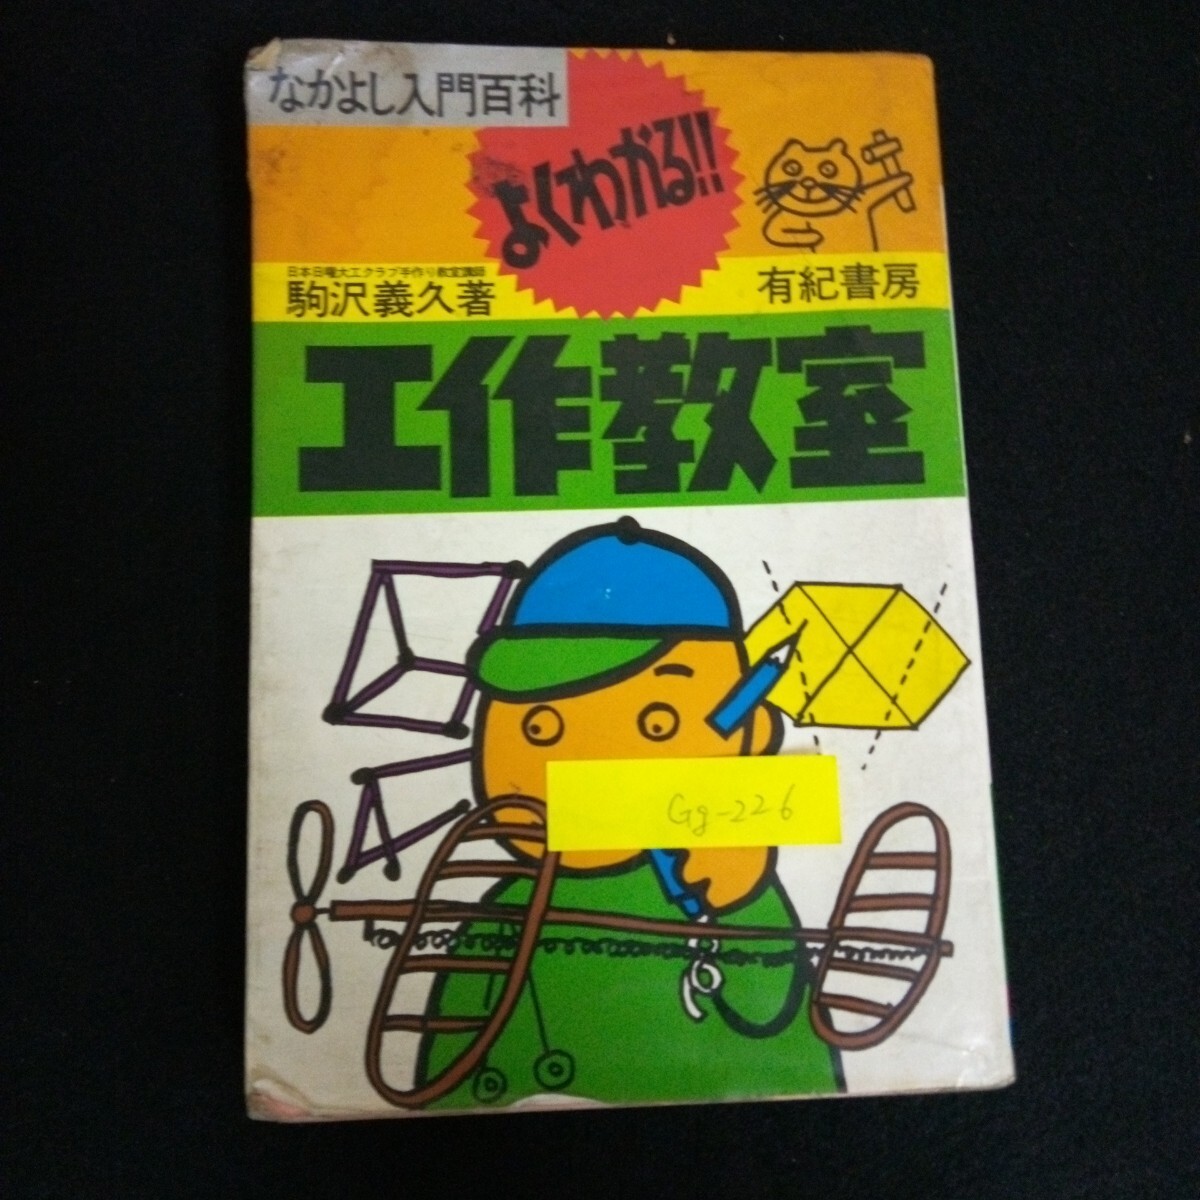 なかよし入門百科
よくわかる!!
日本日曜大工クラブ手作り教室講師
駒沢義久著
有紀書房
工作教室
Gg-226